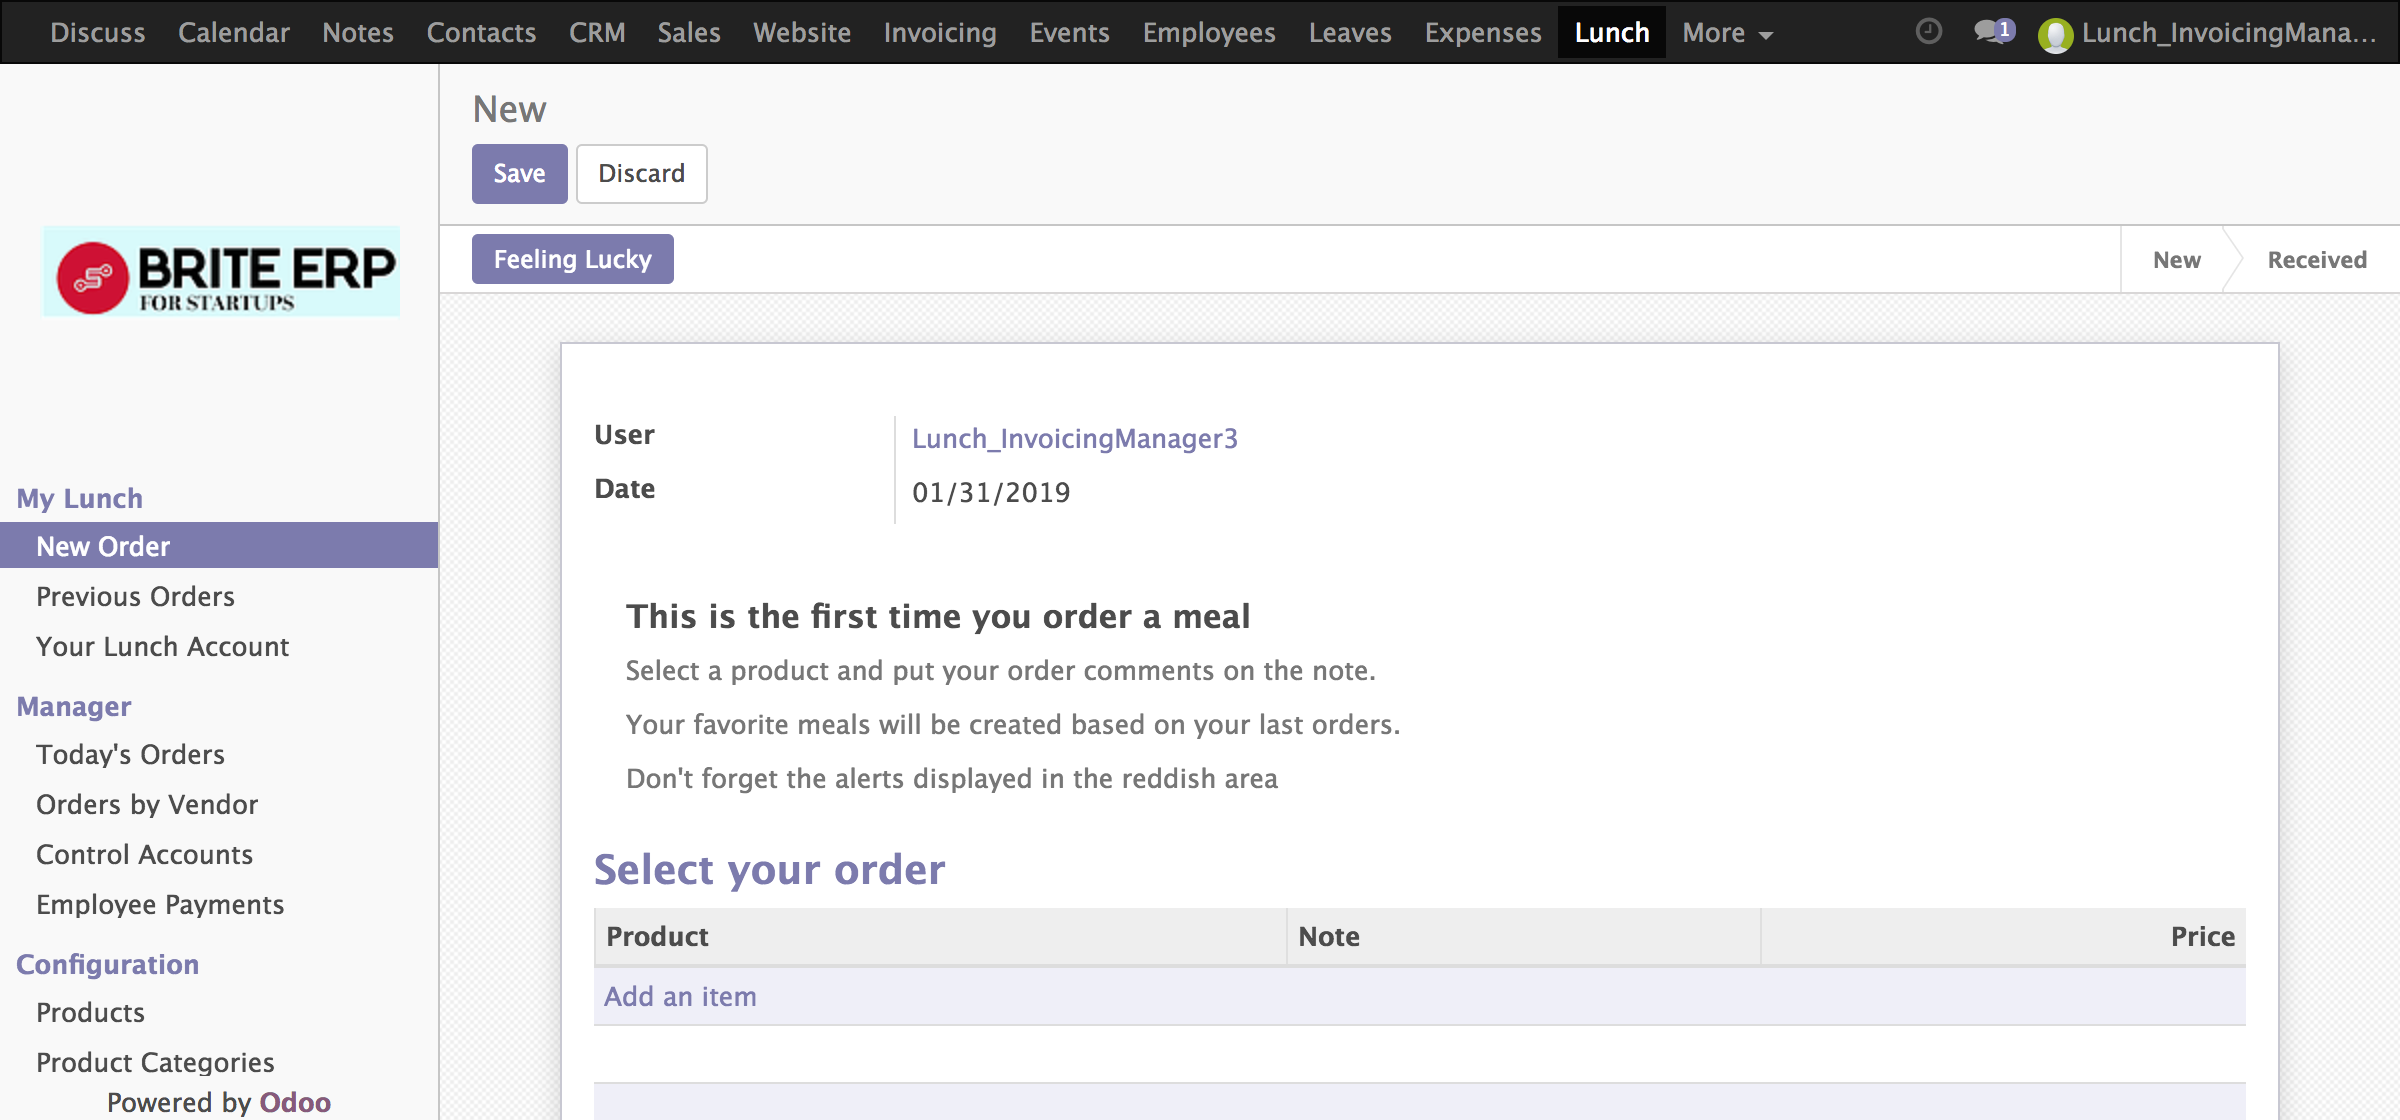 Discuss Calendar Notes Contacts CRM Sales Website Invoicing Events Employees Leaves Expenses Lunch More 1 Lunch_InvoicingMana...
New
Save Discard
BRITE ERP
FOR STARTUPS
Feeling Lucky New Received
My Lunch
New Order
Previous Orders
Your Lunch Account
Manager
Today's Orders
Orders by Vendor
Control Accounts
Employee Payments
Configuration
Products
Product Categories
Powered by Odoo
User Lunch_InvoicingManager3
Date 01/31/2019
This is the first time you order a meal
Select a product and put your order comments on the note.
Your favorite meals will be created based on your last orders.
Don't forget the alerts displayed in the reddish area
Select your order
Product Note Price
Add an item